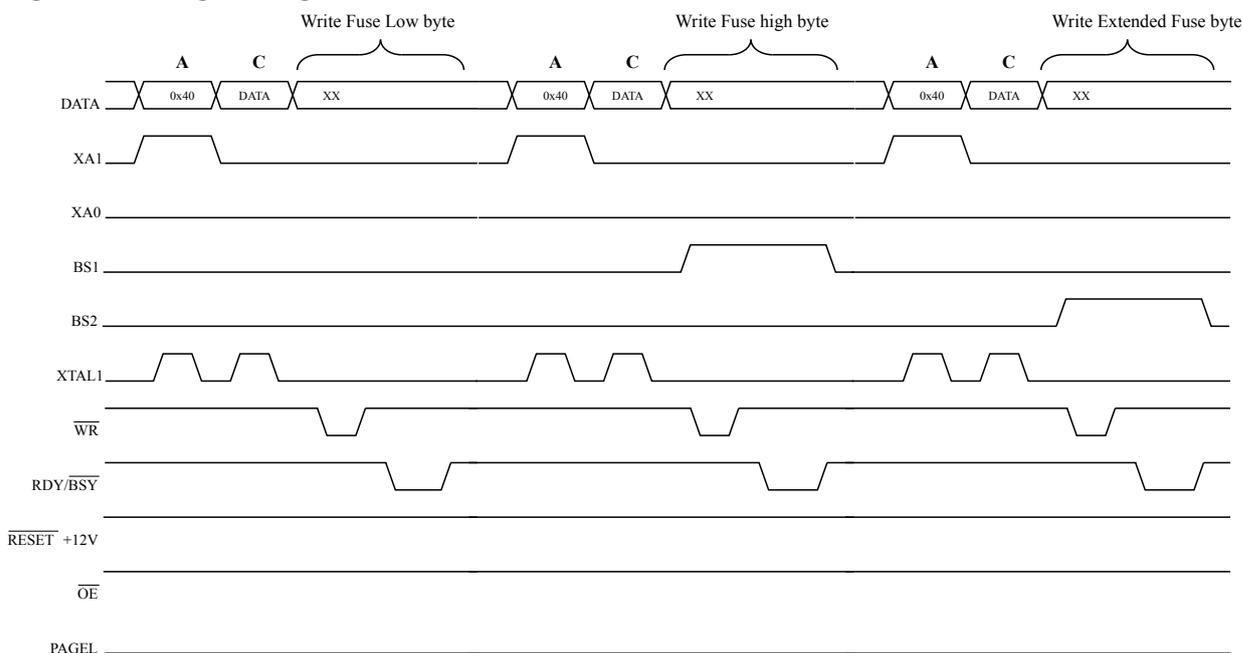 Write Fuse Low byte Write Fuse high byte Write Extended Fuse byte
A C A C A C
DATA 0x40 DATA XX 0x40 DATA XX 0x40 DATA XX
XA1
XA0
BS1
BS2
XTAL1
WR
RDY/BSY
RESET +12V
OE
PAGEL